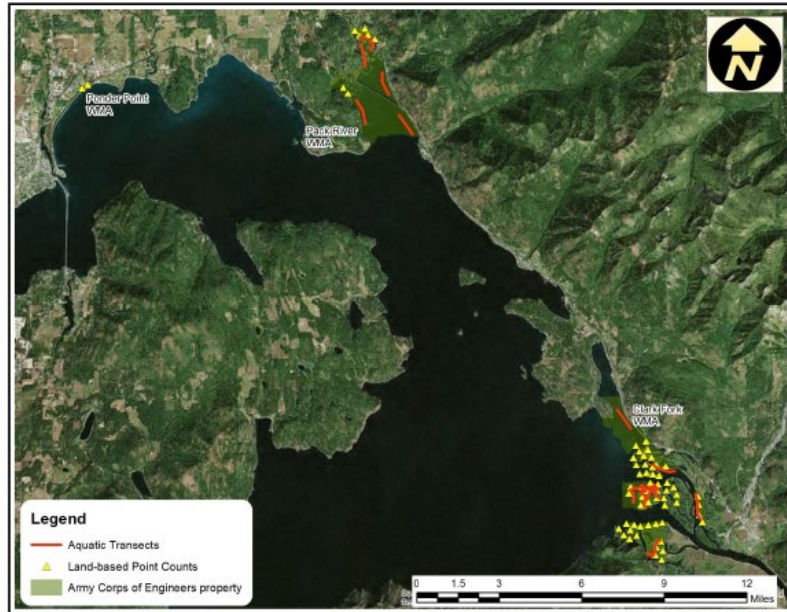 N
Ponder Point
WMA
Pack River
WMA
Clark Fork
WMA
Legend
Aquatic Transects
Land-based Point Counts
Army Corps of Engineers property
0 1.5 3 6 9 12
Miles